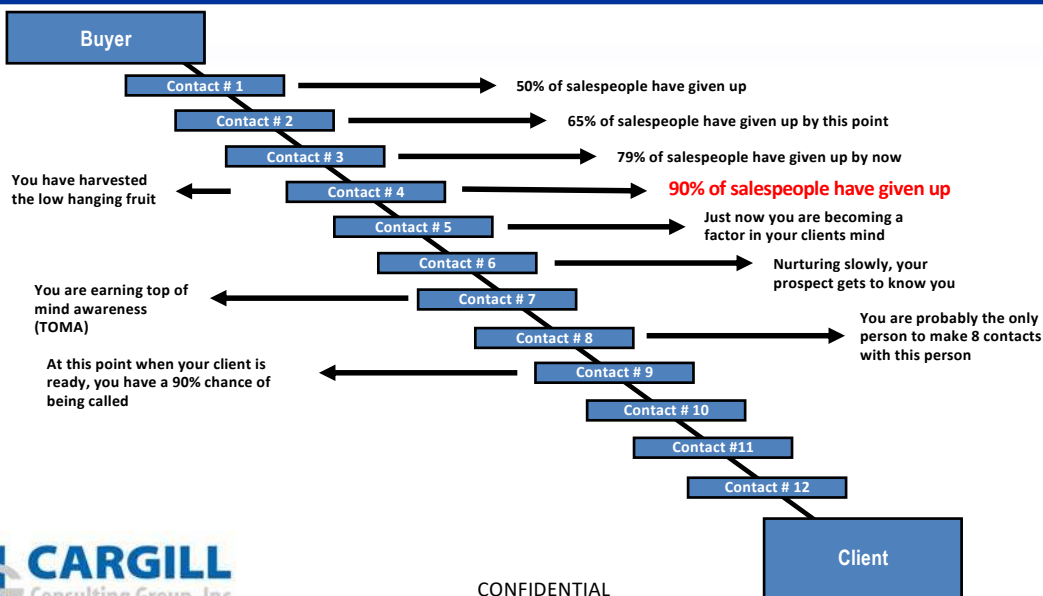 Buyer
Contact # 1
50% of salespeople have given up
Contact # 2
65% of salespeople have given up by this point
Contact # 3
79% of salespeople have given up by now
You have harvested
the low hanging fruit
Contact # 4
90% of salespeople have given up
Contact # 5
Just now you are becoming a
factor in your clients mind
Contact # 6
Nurturing slowly, your
prospect gets to know you
You are earning top of
mind awareness
(TOMA)
Contact # 7
Contact # 8
You are probably the only
person to make 8 contacts
with this person
At this point when your client is
ready, you have a 90% chance of
being called
Contact # 9
Contact # 10
Contact #11
Contact # 12
Client
CARGILL
Consulting Group, Inc
CONFIDENTIAL